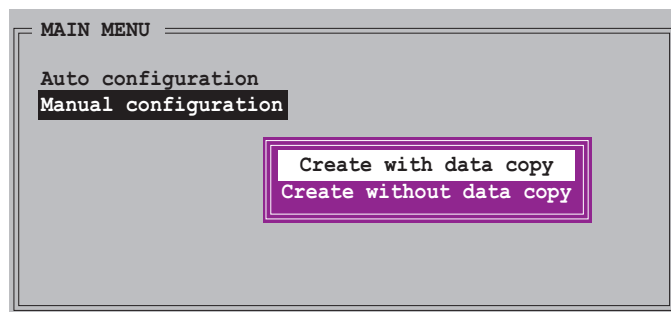 MAIN MENU
Auto configuration
Manual configuration
Create with data copy
Create without data copy